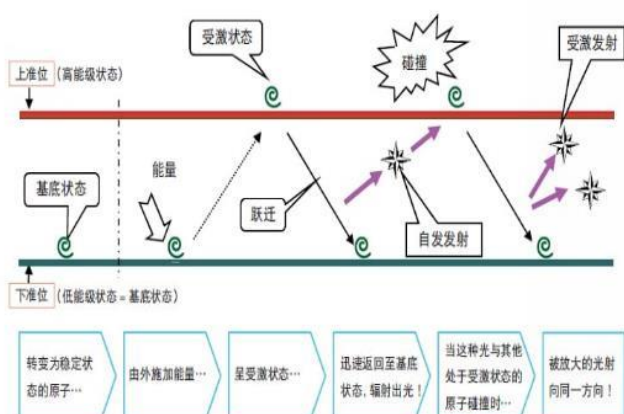 受激状态
碰撞
受激发射
上准位 (高能级状态)
能量
基底状态
跃迁
自发发射
下准位 (低能级状态 = 基底状态)
转变为稳定状
态的原子…
由外施加能量…
呈受激状态…
迅速返回至基底
状态, 辐射出光！
当这种光与其他
处于受激状态的
原子碰撞时…
被放大的光射
向同一方向！